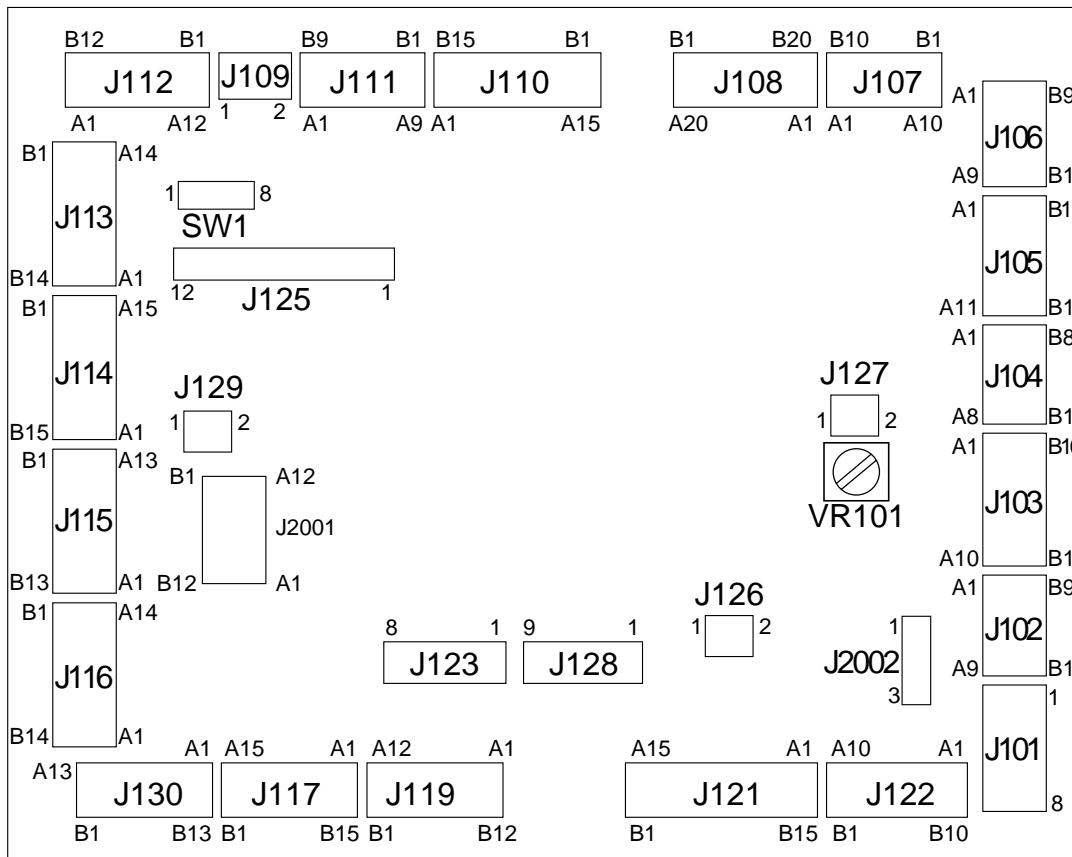 B12 B1 B9 B1 B15 B1 B1 B20 B10 B1
J112 J109 J111 J110 J108 J107
A1 A12 1 2 A1 A9 A1 A15 A20 A1 A1 A10
A1 B9
J106
A9 B1
B1 A14
J113
B14 A1
1 8
SW1
12 1
J125
A1 B1
J105
A11 B1
B1 A15
J114
B15 A1
A1 B8
J104
A8 B1
J129
1 2
J127
1 2
VR101
B1 A13
J115
B13 A1
B1 A12
J2001
B12 A1
A1 B10
J103
A10 B1
B1 A14
J116
B14 A1
8 1
J123
9 1
J128
J126
1 2
1
J2002
3
A1 B9
J102
A9 B1
1
J101
8
A13 A1 A15 A1 A12 A1 A15 A1 A10 A1
J130 J117 J119 J121 J122
B1 B13 B1 B15 B1 B12 B1 B15 B1 B10